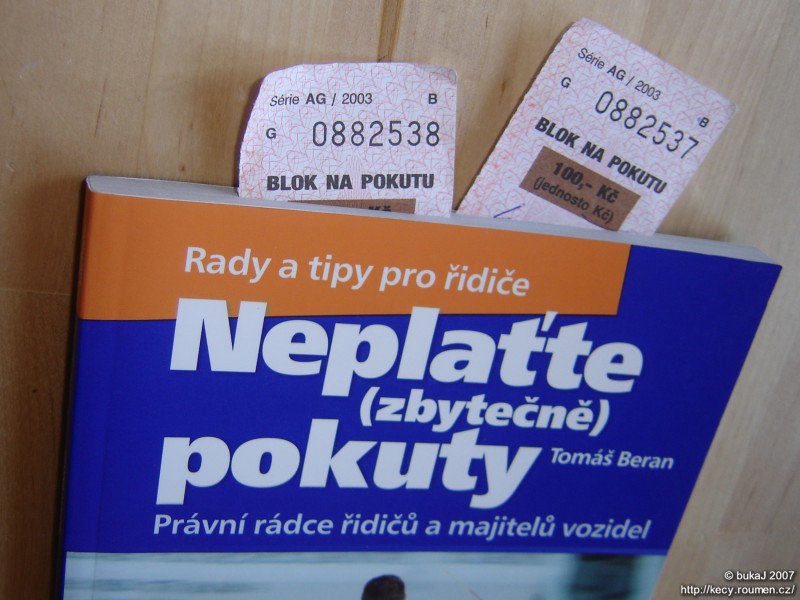 Série AG / 2003 B
G 0882538
BLOK NA POKUTU
Kč
Série AG / 2003 B
G 0882537
BLOK NA POKUTU
100,- Kč
(jednosto Kč)
Rady a tipy pro řidiče
Neplaťte
(zbytečně)
pokuty
Tomáš Beran
Právní rádce řidičů a majitelů vozidel
© bukaJ 2007
http://kecy.roumen.cz/